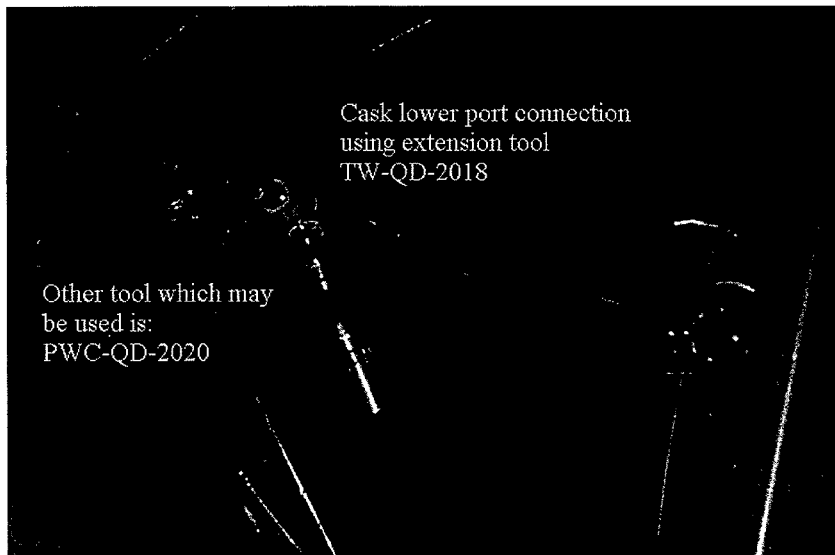 Cask lower port connection
using extension tool
TW-QD-2018
Other tool which may
be used is:
PWC-QD-2020